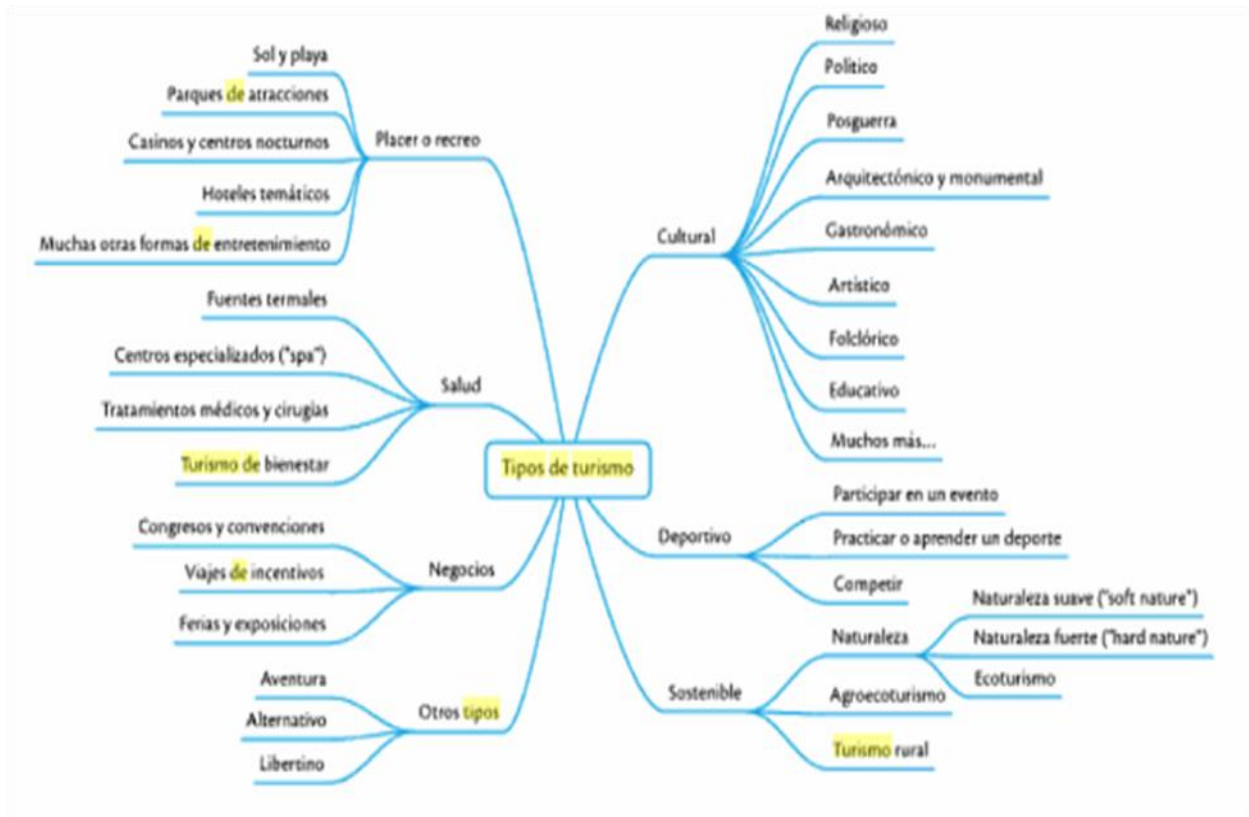 Tipos de turismo
Placer o recreo
Sol y playa
Parques de atracciones
Casinos y centros nocturnos
Hoteles temáticos
Muchas otras formas de entretenimiento
Salud
Fuentes termales
Centros especializados ("spa")
Tratamientos médicos y cirugías
Turismo de bienestar
Negocios
Congresos y convenciones
Viajes de incentivos
Ferias y exposiciones
Otros tipos
Aventura
Alternativo
Libertino
Cultural
Religioso
Político
Posguerra
Arquitectónico y monumental
Gastronómico
Artístico
Folclórico
Educativo
Muchos más...
Deportivo
Participar en un evento
Practicar o aprender un deporte
Competir
Sostenible
Naturaleza
Naturaleza suave ("soft nature")
Naturaleza fuerte ("hard nature")
Ecoturismo
Agroecoturismo
Turismo rural